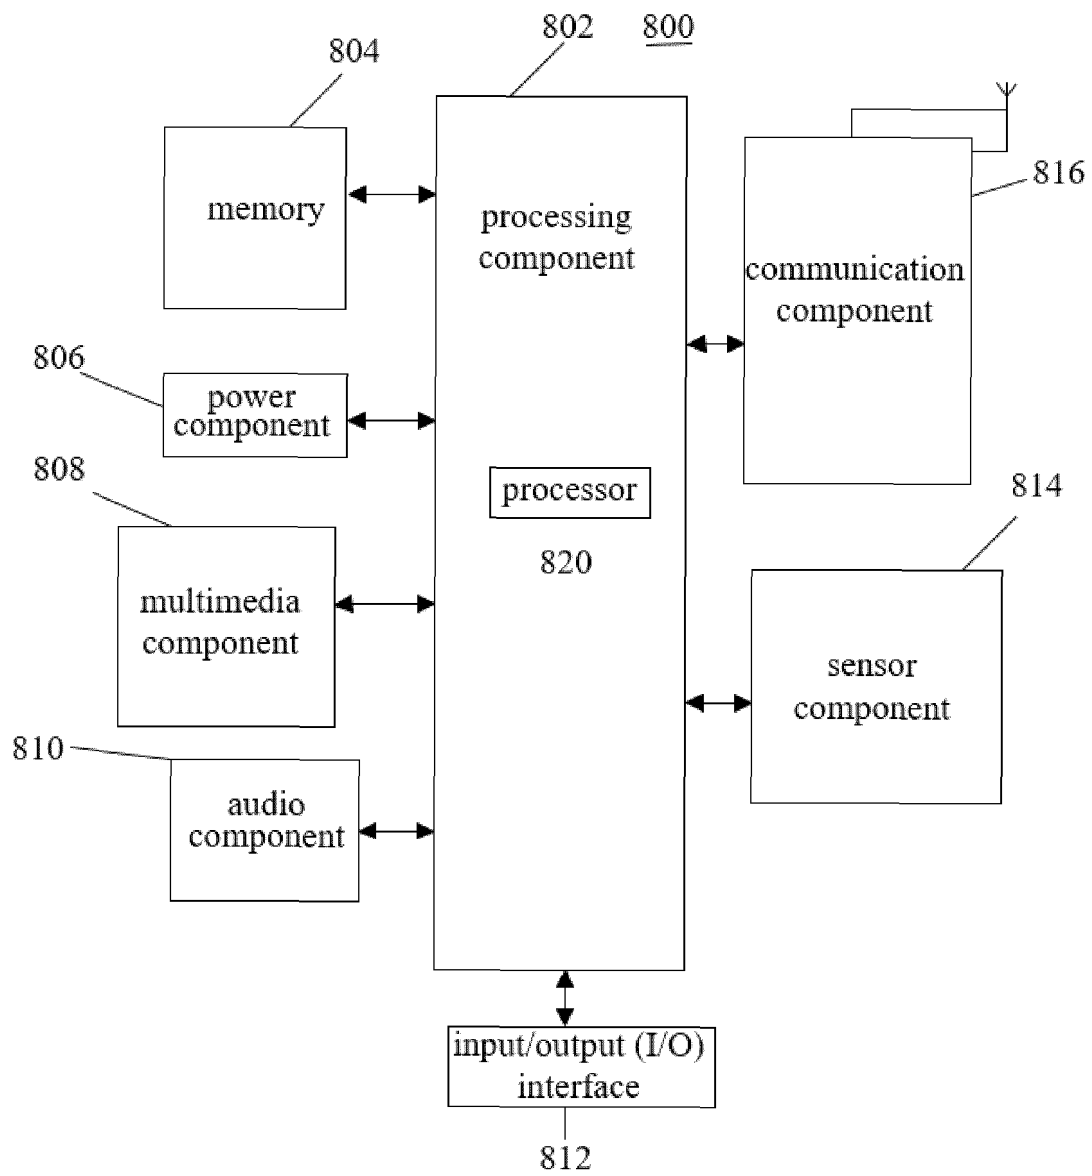 802
800
804
memory
processing
component
816
communication
component
806
power
component
808
processor
814
820
multimedia
component
sensor
component
810
audio
component
input/output (I/O)
interface
812